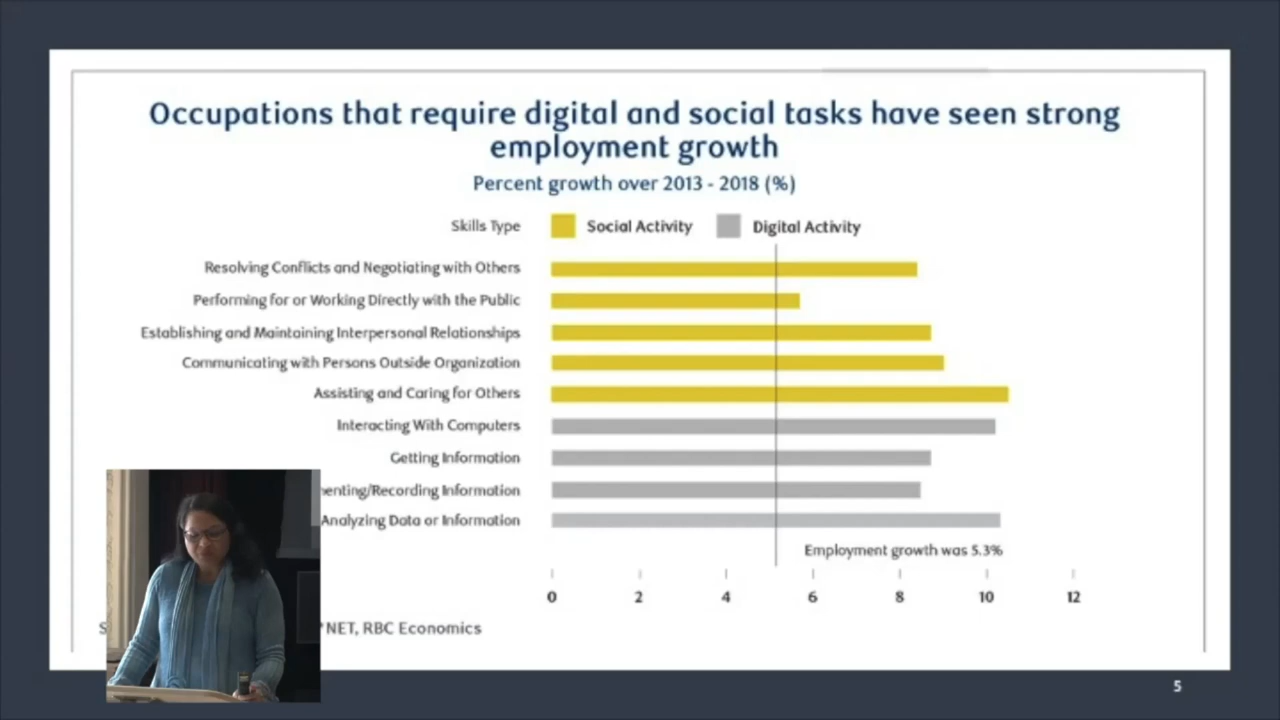 Occupations that require digital and social tasks have seen strong
employment growth
Percent growth over 2013 - 2018 (%)
Skills Type Social Activity Digital Activity
Resolving Conflicts and Negotiating with Others
Performing for or Working Directly with the Public
Establishing and Maintaining Interpersonal Relationships
Communicating with Persons Outside Organization
Assisting and Caring for Others
Interacting With Computers
Getting Information
Information
Analyzing Data or Information
Employment growth was 5.3%
0 2 4 6 8 10 12
NET, RBC Economics
5